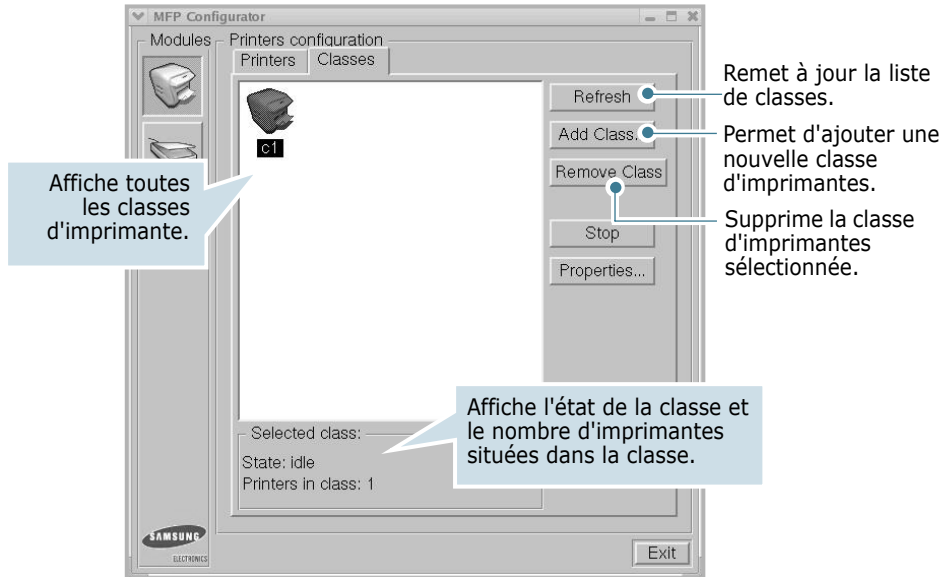 MFP Configurator
Modules
Printers configuration
Printers
Classes
c1
Refresh
Add Class..
Remove Class
Stop
Properties...
Remet à jour la liste
de classes.
Permet d'ajouter une
nouvelle classe
d'imprimantes.
Supprime la classe
d'imprimantes
sélectionnée.
Affiche toutes
les classes
d'imprimante.
Affiche l'état de la classe et
le nombre d'imprimantes
situées dans la classe.
Selected class:
State: idle
Printers in class: 1
SAMSUNG
ELECTRONICS
Exit